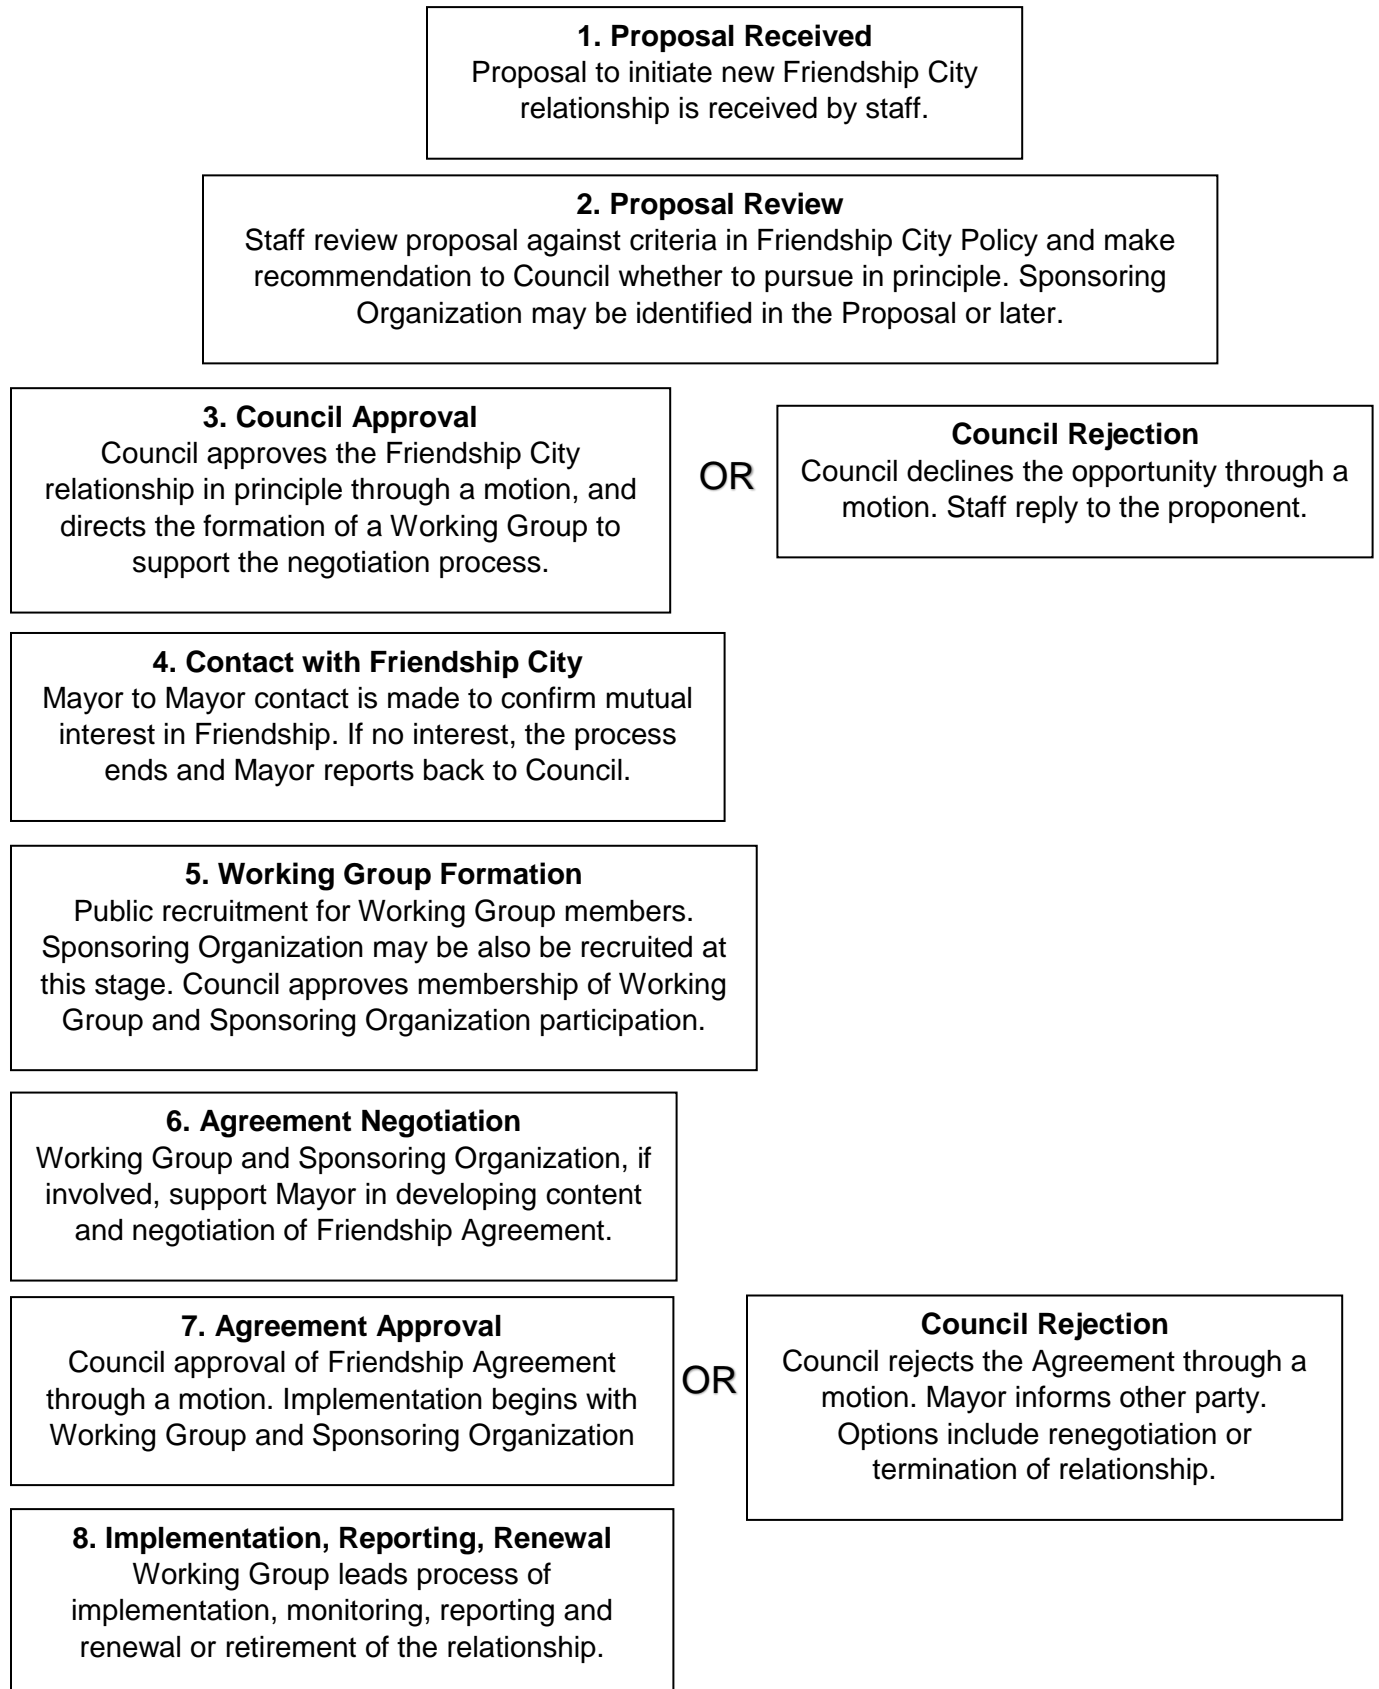 1. Proposal Received
Proposal to initiate new Friendship City
relationship is received by staff.
2. Proposal Review
Staff review proposal against criteria in Friendship City Policy and make
recommendation to Council whether to pursue in principle. Sponsoring
Organization may be identified in the Proposal or later.
3. Council Approval
Council approves the Friendship City
relationship in principle through a motion, and
directs the formation of a Working Group to
support the negotiation process.
OR
Council Rejection
Council declines the opportunity through a
motion. Staff reply to the proponent.
4. Contact with Friendship City
Mayor to Mayor contact is made to confirm mutual
interest in Friendship. If no interest, the process
ends and Mayor reports back to Council.
5. Working Group Formation
Public recruitment for Working Group members.
Sponsoring Organization may be also be recruited at
this stage. Council approves membership of Working
Group and Sponsoring Organization participation.
6. Agreement Negotiation
Working Group and Sponsoring Organization, if
involved, support Mayor in developing content
and negotiation of Friendship Agreement.
7. Agreement Approval
Council approval of Friendship Agreement
through a motion. Implementation begins with
Working Group and Sponsoring Organization
OR
Council Rejection
Council rejects the Agreement through a
motion. Mayor informs other party.
Options include renegotiation or
termination of relationship.
8. Implementation, Reporting, Renewal
Working Group leads process of
implementation, monitoring, reporting and
renewal or retirement of the relationship.